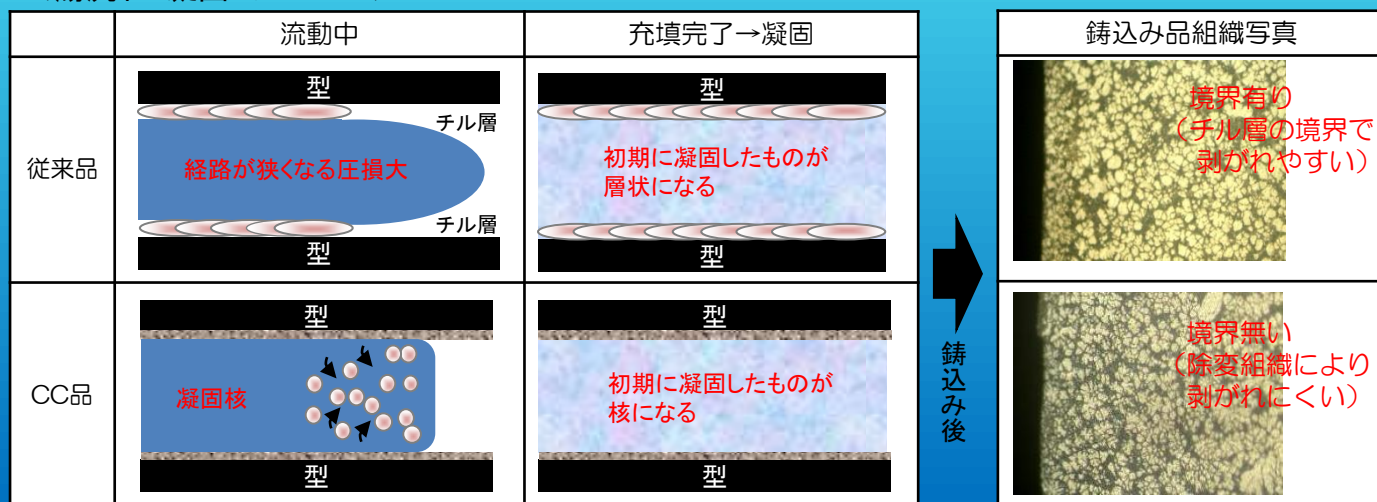 流動中
充填完了→凝固
鋳込み品組織写真
従来品
型
チル層
経路が狭くなる圧損大
チル層
型
型
初期に凝固したものが
層状になる
型
境界有り
(チル層の境界で
剥がれやすい)
CC品
型
凝固核
型
型
初期に凝固したものが
核になる
型
鋳込み後
境界無い
(除変組織により
剥がれにくい)